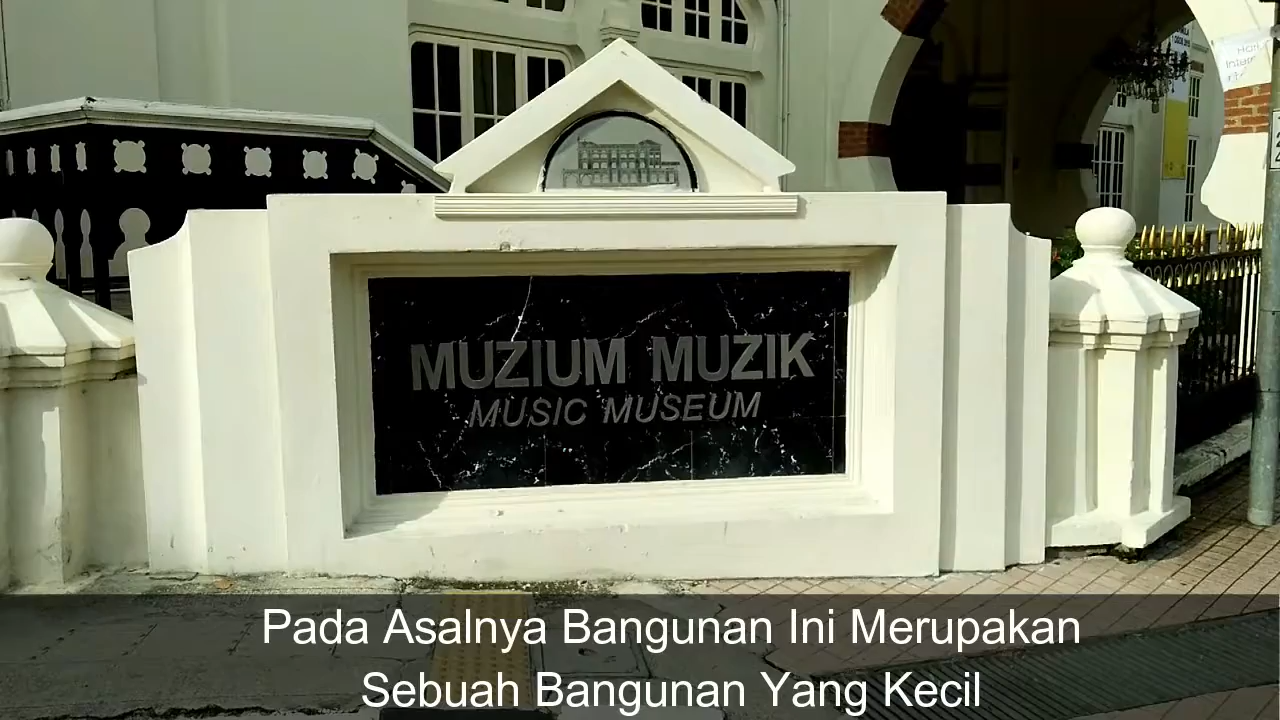 MUZIUM MUZIK
MUSIC MUSEUM
Pada Asalnya Bangunan Ini Merupakan
Sebuah Bangunan Yang Kecil